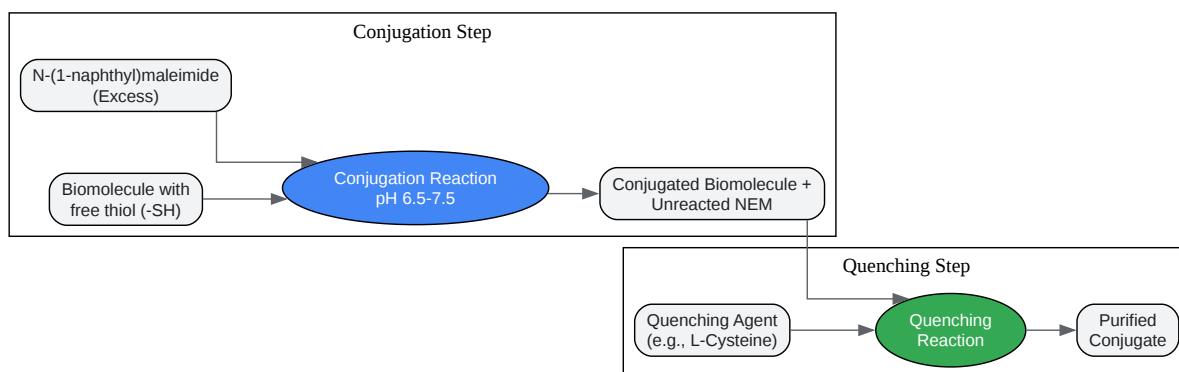 Conjugation Step
N-(1-naphthyl)maleimide
(Excess)
Biomolecule with
free thiol (-SH)
Conjugation Reaction
pH 6.5-7.5
Conjugated Biomolecule +
Unreacted NEM
Quenching Step
Quenching Agent
(e.g., L-Cysteine)
Quenching
Reaction
Purified
Conjugate